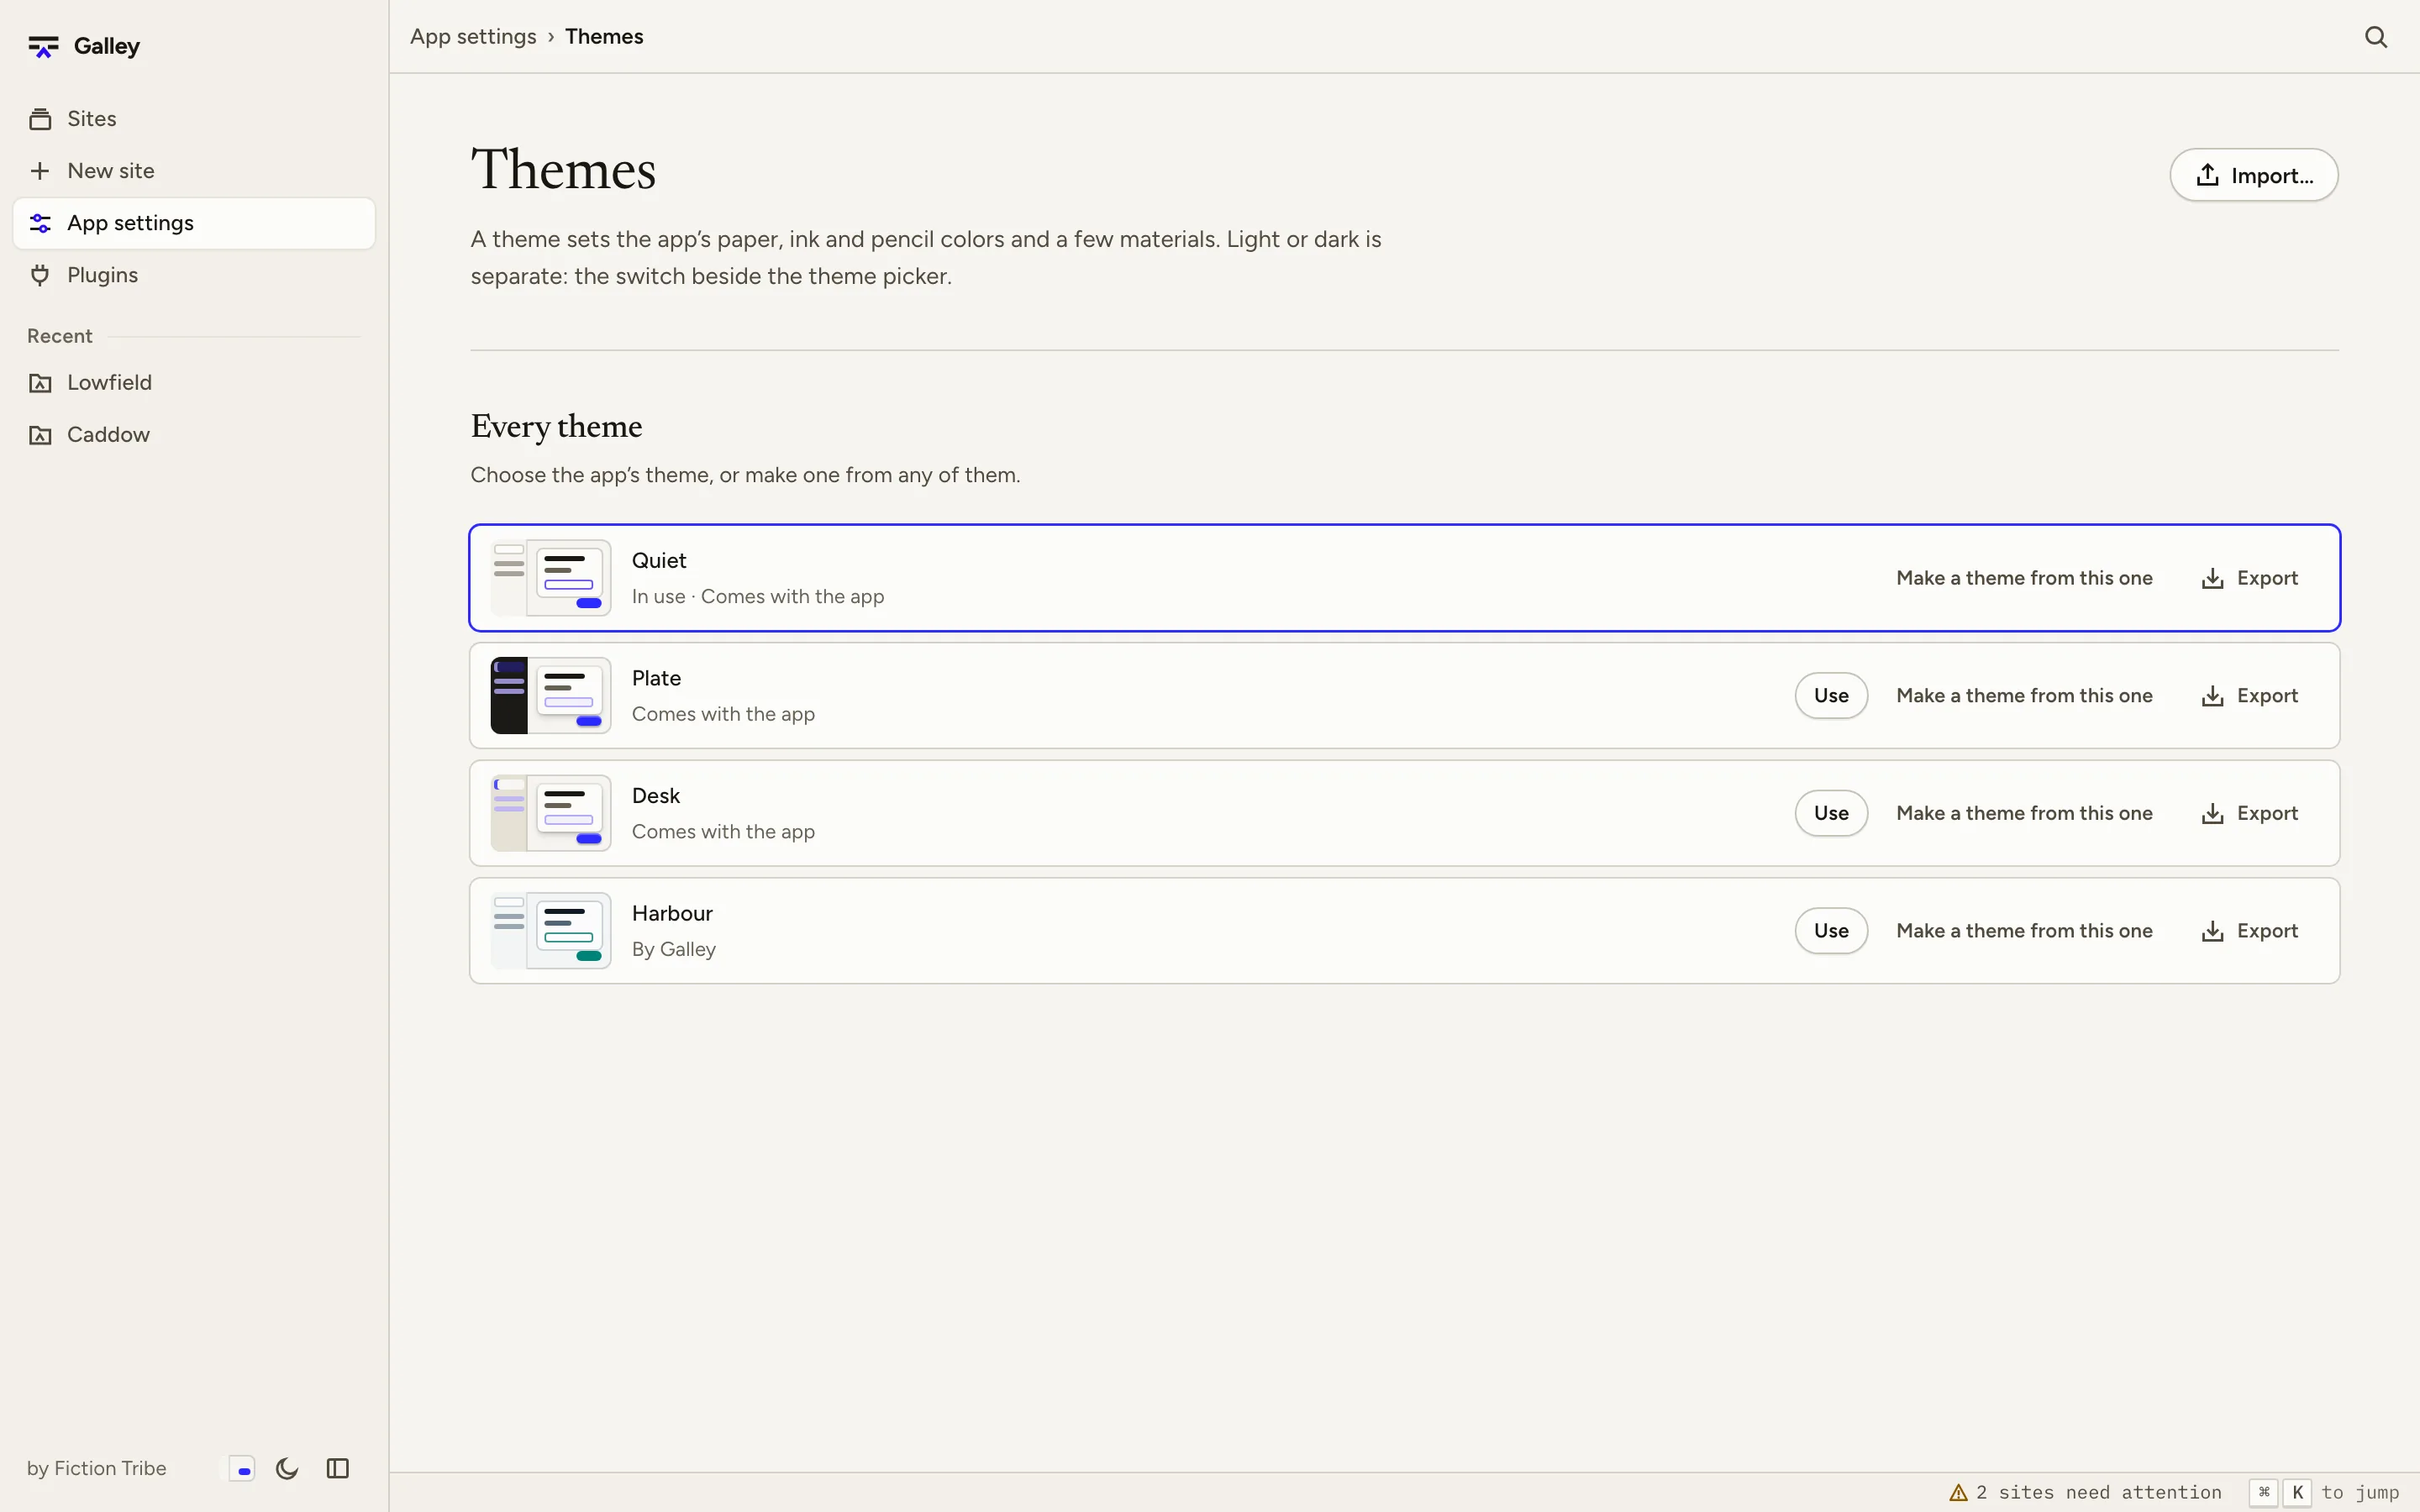 Galley
Sites
New site
App settings
Plugins
Recent
Lowfield
Caddow
by Fiction Tribe
App settings › Themes
Themes
Import…
A theme sets the app’s paper, ink and pencil colors and a few materials. Light or dark is
separate: the switch beside the theme picker.
Every theme
Choose the app’s theme, or make one from any of them.
Quiet
In use · Comes with the app
Make a theme from this one
Export
Plate
Comes with the app
Use
Make a theme from this one
Export
Desk
Comes with the app
Use
Make a theme from this one
Export
Harbour
By Galley
Use
Make a theme from this one
Export
2 sites need attention
⌘ K to jump